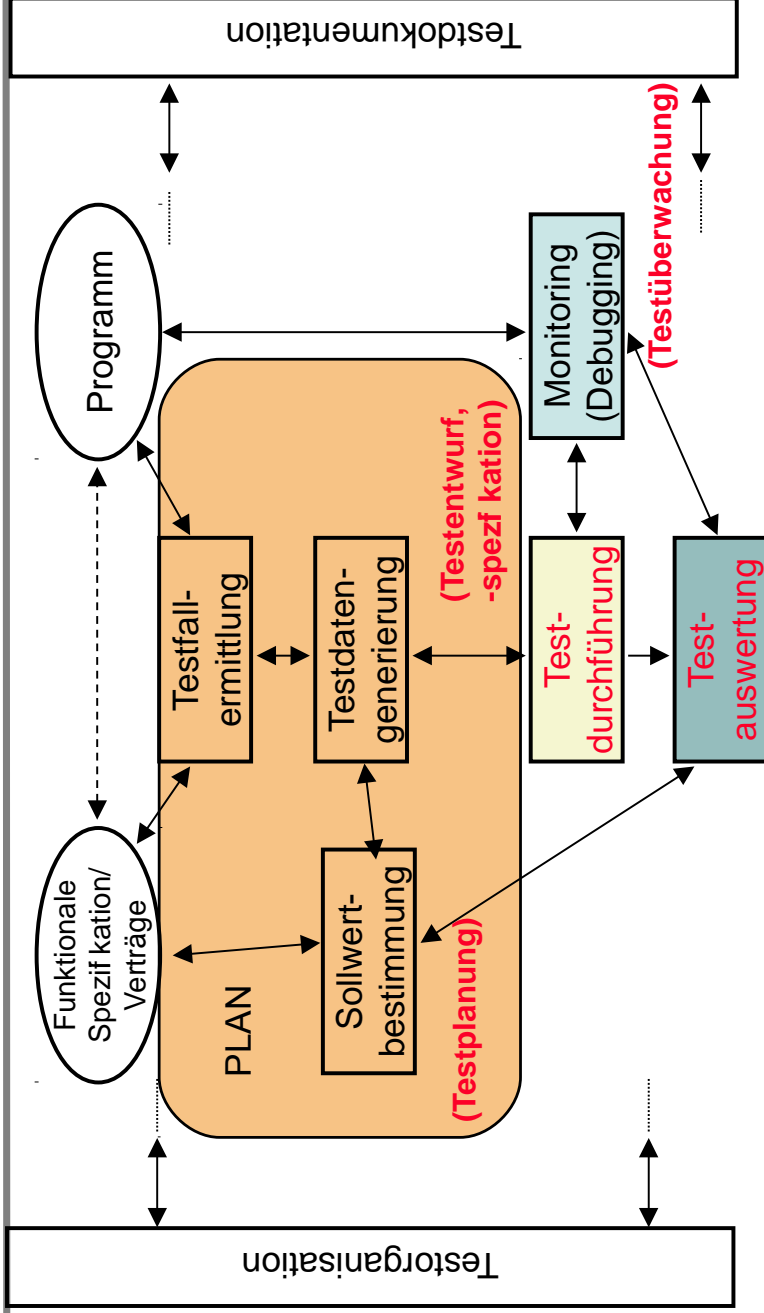 Testorganisation
Funktionale
Spezif kation/
Verträge
Programm
PLAN
Testfall-
ermittlung
Sollwert-
bestimmung
Testdaten-
generierung
(Testplanung)
(Testentwurf,
-spezf kation)
Test-
durchführung
Monitoring
(Debugging)
(Testüberwachung)
Test-
auswertung
Testdokumentation